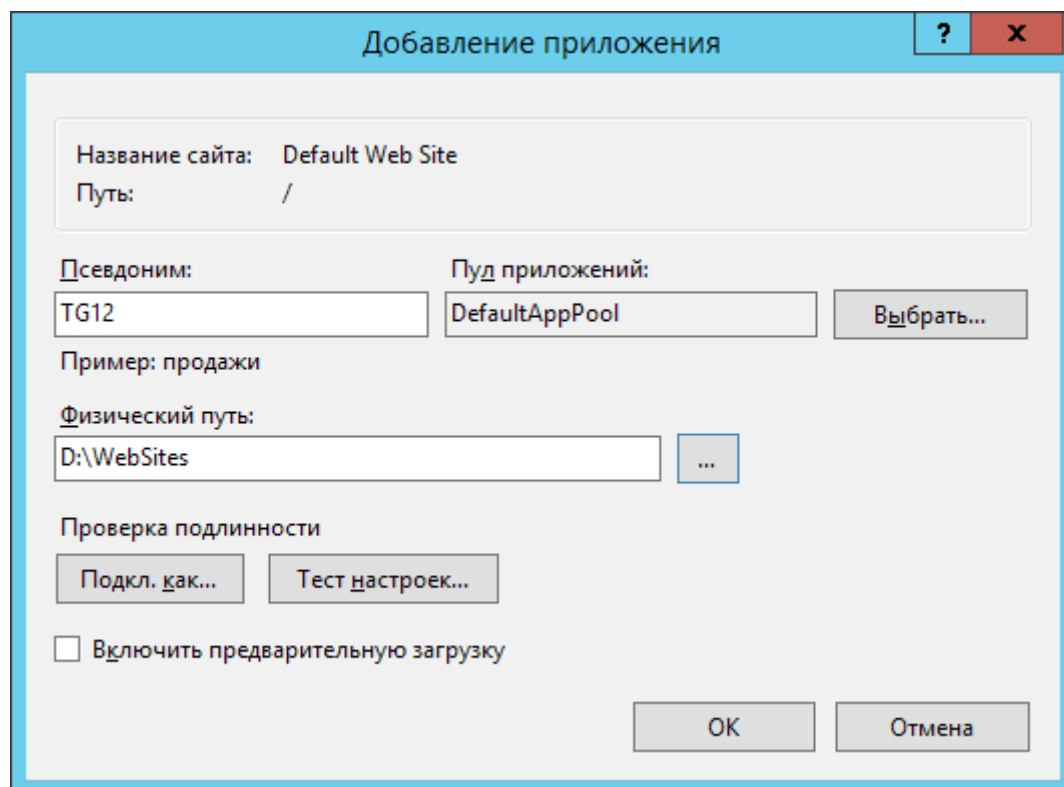 Добавление приложения
?
x
Название сайта: Default Web Site
Путь: /
Псевдоним: Пул приложений:
TG12 DefaultAppPool Выбрать...
Пример: продажи
Физический путь:
D:\WebSites ...
Проверка подлинности
Подкл. как... Тест настроек...
Включить предварительную загрузку
OK Отмена